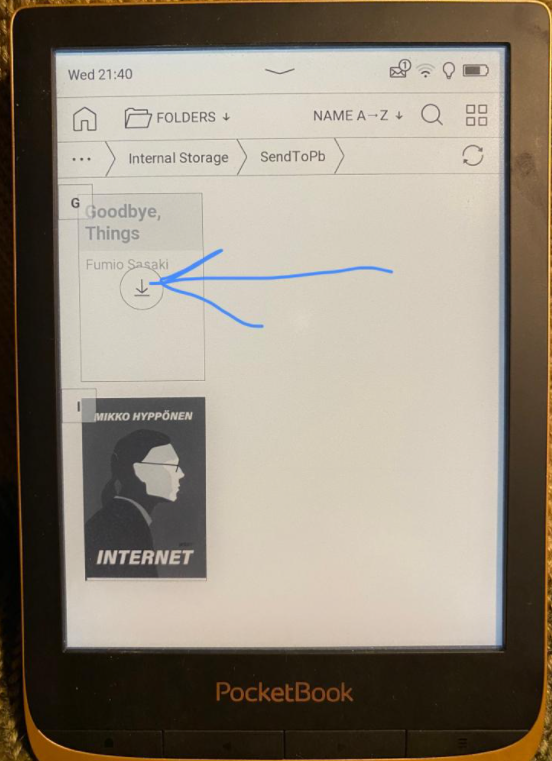 Wed 21:40
1
FOLDERS ↓
NAME A→Z ↓
... Internal Storage SendToPb
G
Goodbye,
Things
Fumio Sasaki
I
MIKKO HYPPÖNEN
INTERNET
PocketBook